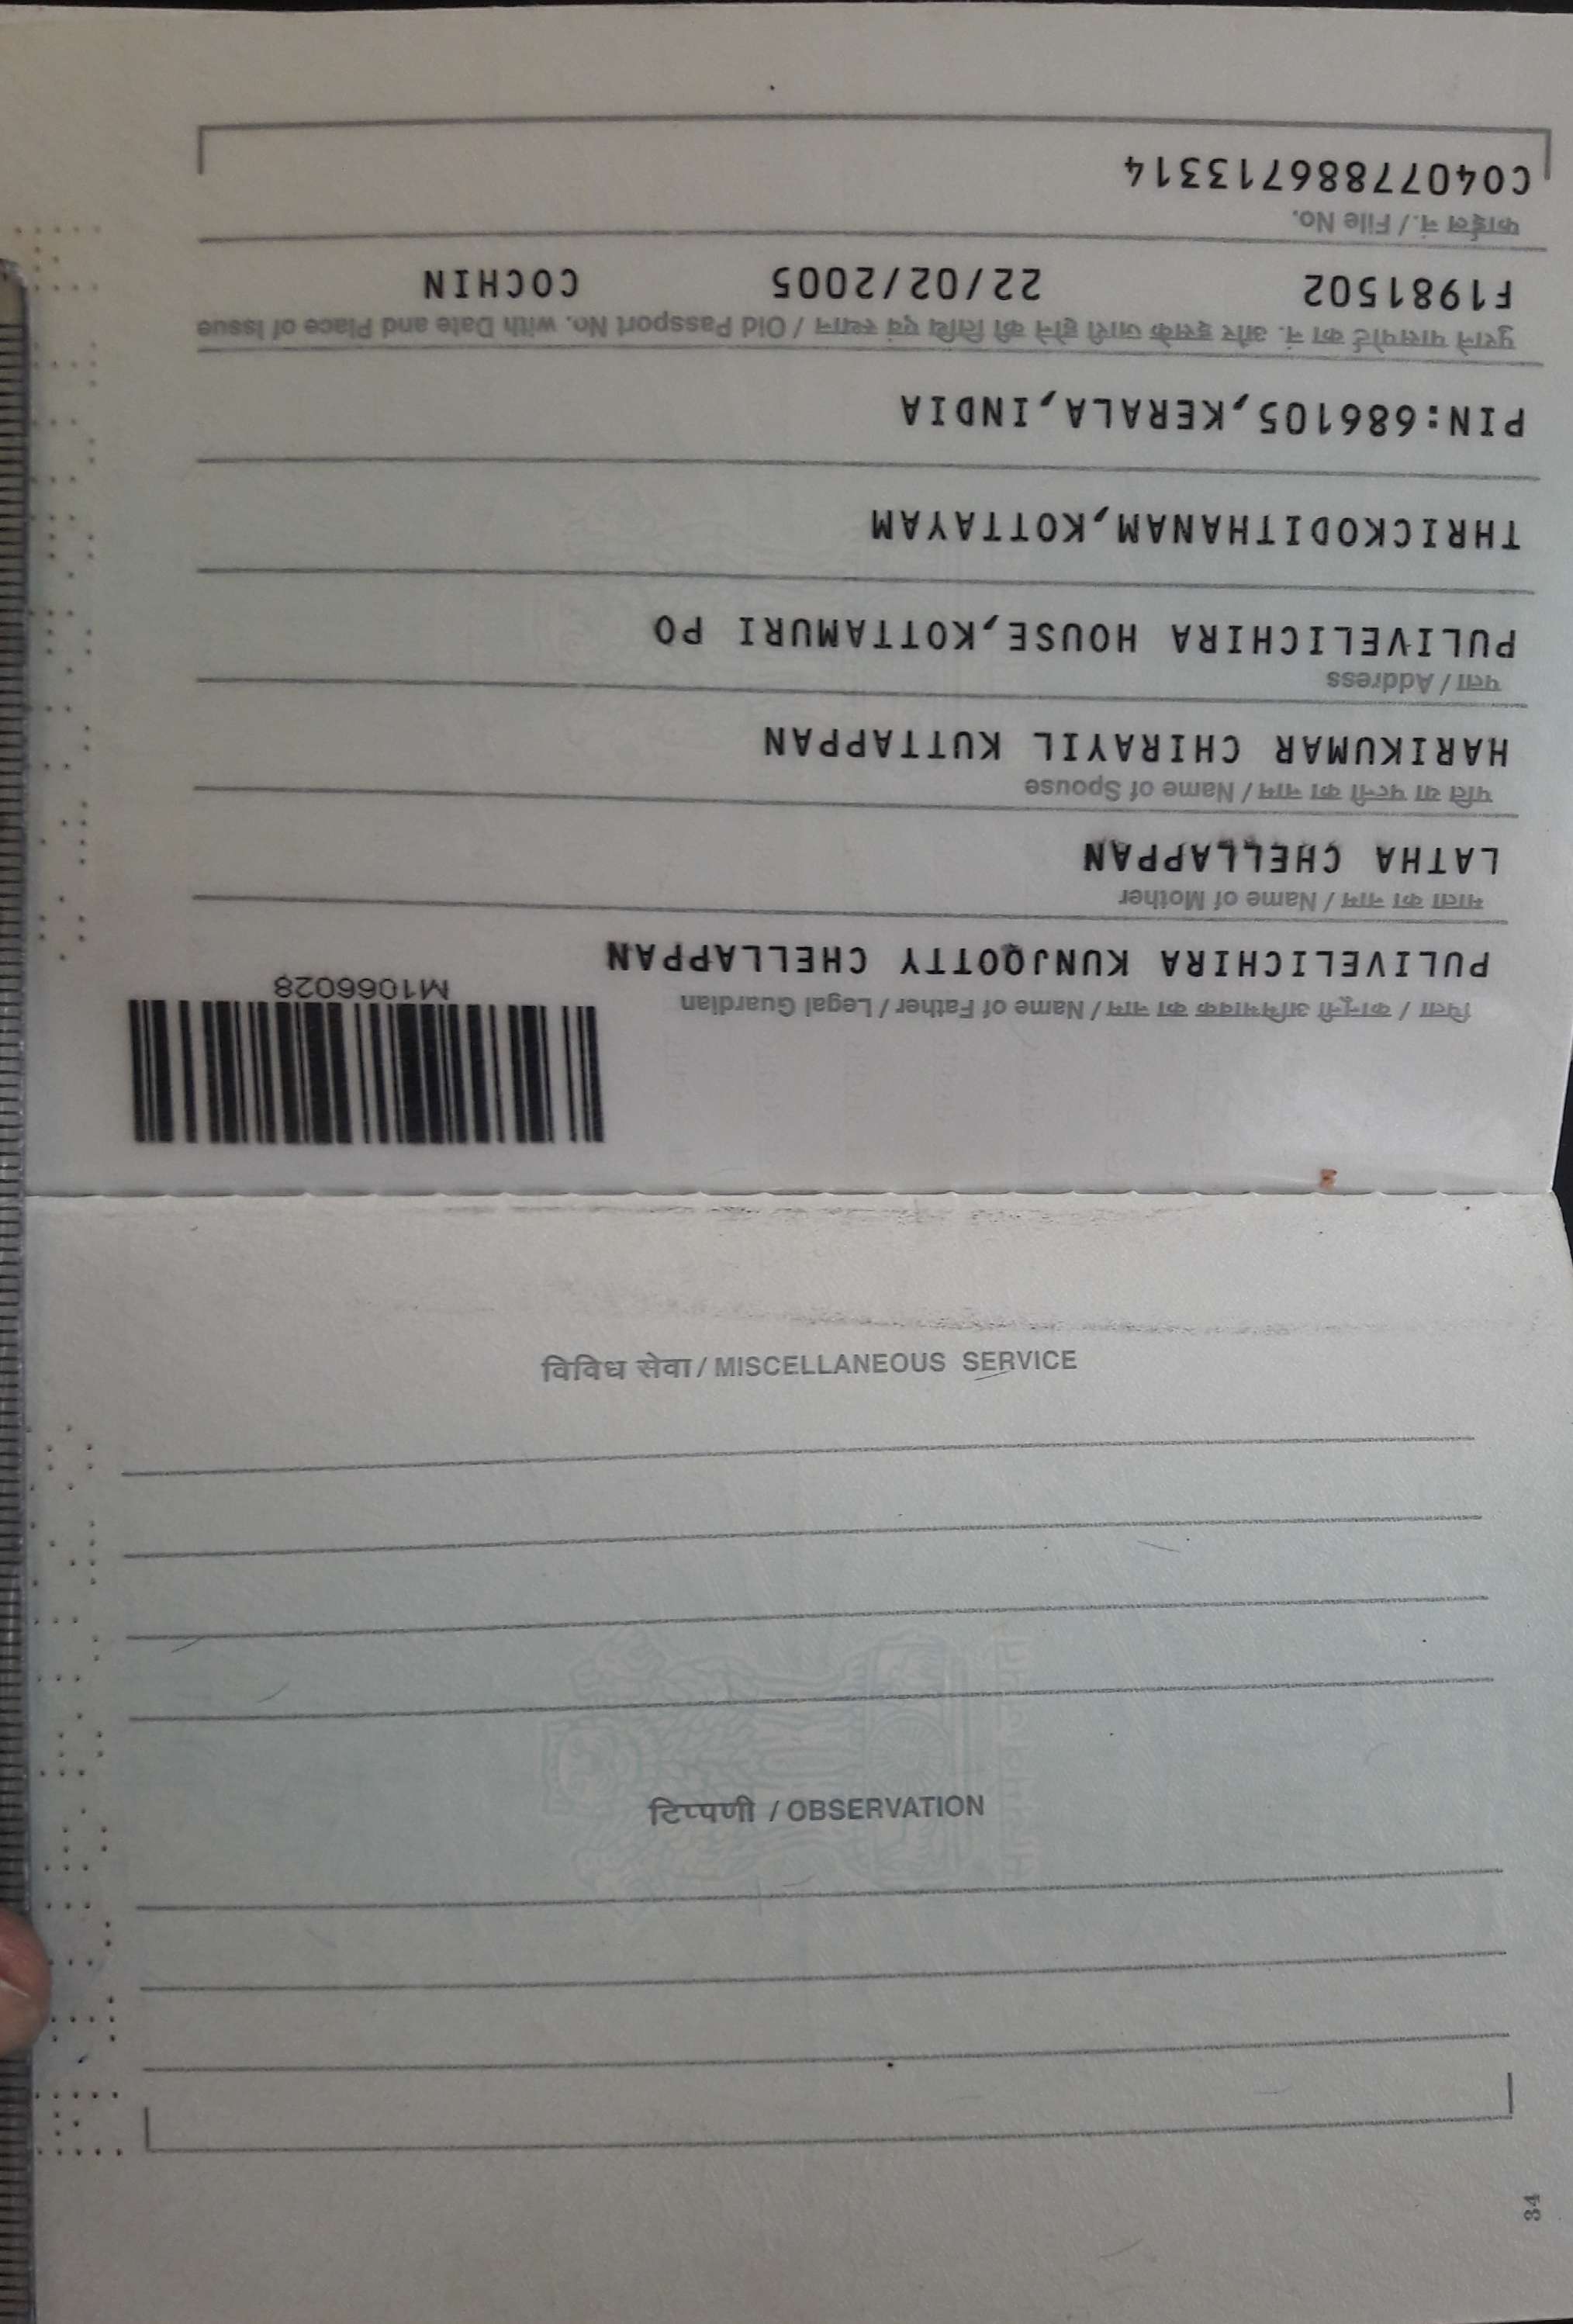 पिता / कानूनी अभिभावक का नाम / Name of Father / Legal Guardian
M1066028
PULIVELICHIRA KUNJOOTTY CHELLAPPAN
माता का नाम / Name of Mother
LATHA CHELLAPPAN
पति या पत्नी का नाम / Name of Spouse
HARIKUMAR CHIRAYIL KUTTAPPAN
पता / Address
PULIVELICHIRA HOUSE,KOTTAMURI PO
THRICKODITHANAM,KOTTAYAM
PIN:686105,KERALA,INDIA
पुराने पासपोर्ट का नं. और इसके जारी होने की तिथि एवं स्थान / Old Passport No. with Date and Place of Issue
F1981502 22/02/2005 COCHIN
फाईल नं. / File No.
CO4077886713314
विविध सेवा / MISCELLANEOUS SERVICE
टिप्पणी / OBSERVATION
34